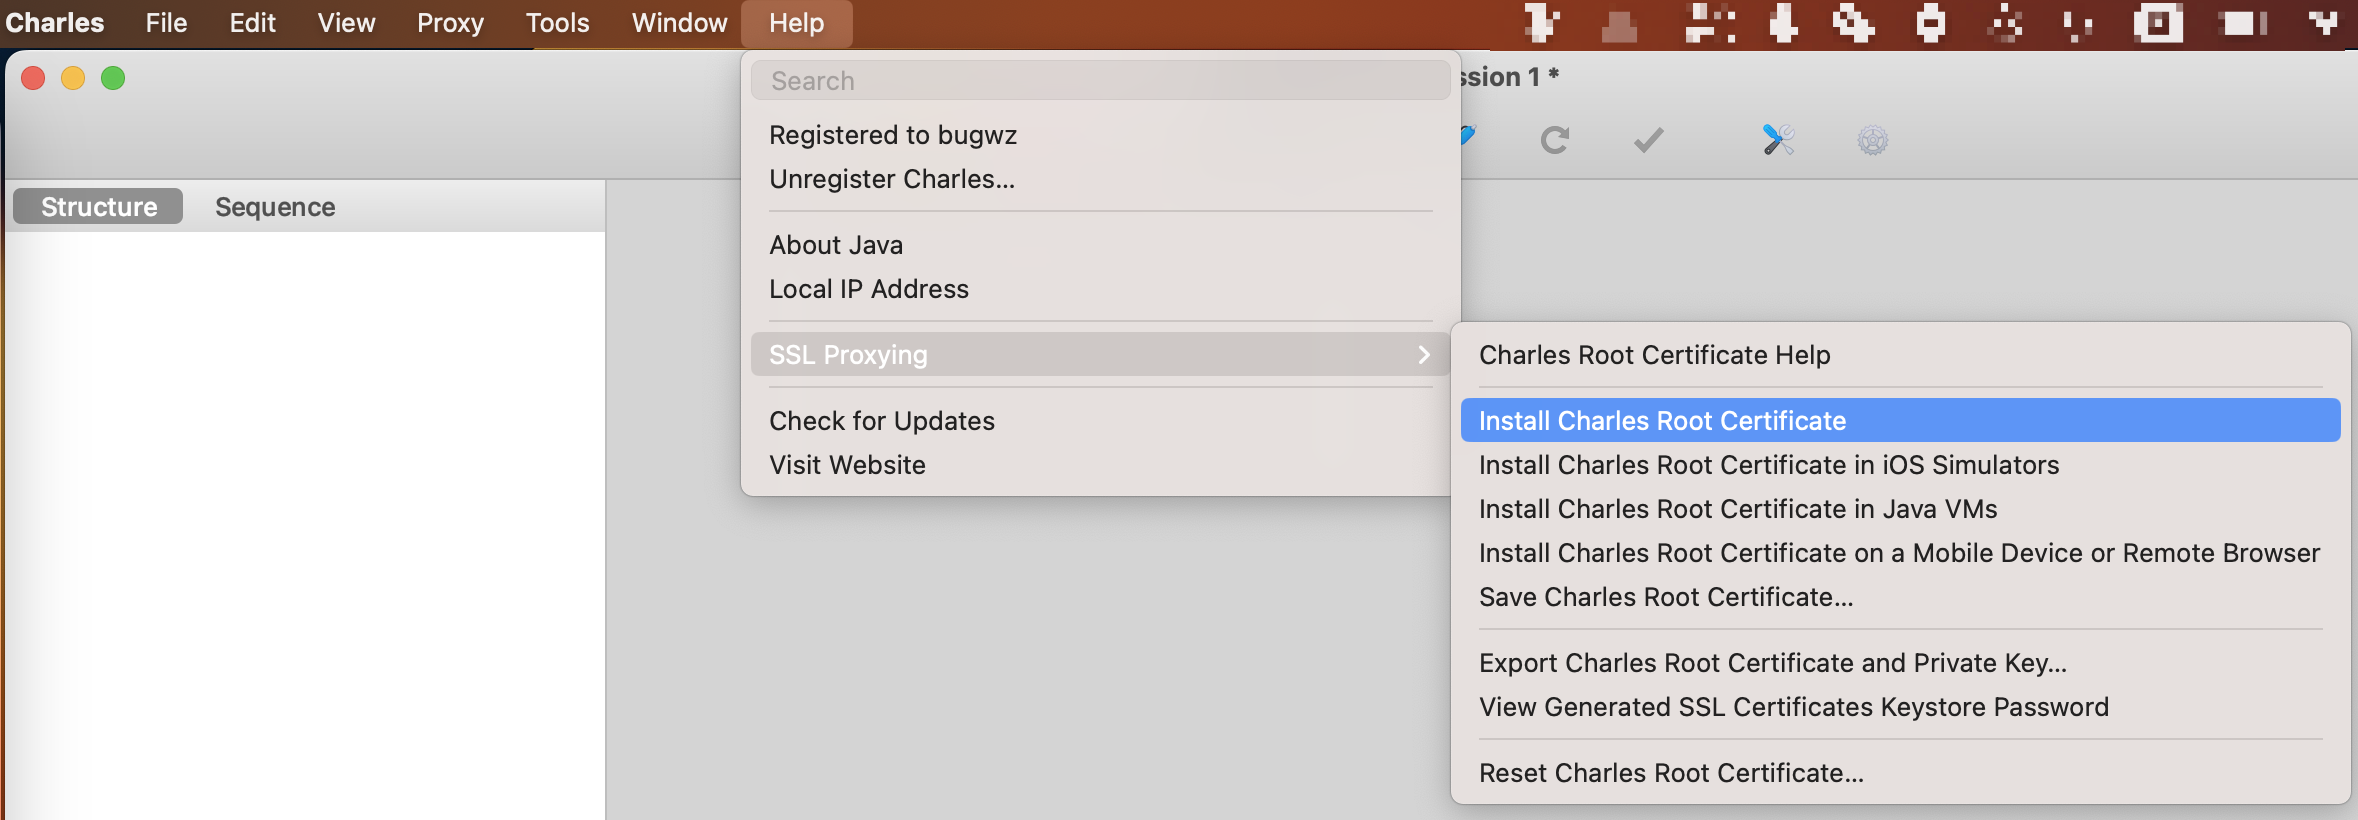 Charles File Edit View Proxy Tools Window Help
Search
ssion 1 *
Registered to bugwz
Unregister Charles...
Structure Sequence
About Java
Local IP Address
SSL Proxying
Check for Updates
Visit Website
Charles Root Certificate Help
Install Charles Root Certificate
Install Charles Root Certificate in iOS Simulators
Install Charles Root Certificate in Java VMs
Install Charles Root Certificate on a Mobile Device or Remote Browser
Save Charles Root Certificate...
Export Charles Root Certificate and Private Key...
View Generated SSL Certificates Keystore Password
Reset Charles Root Certificate...